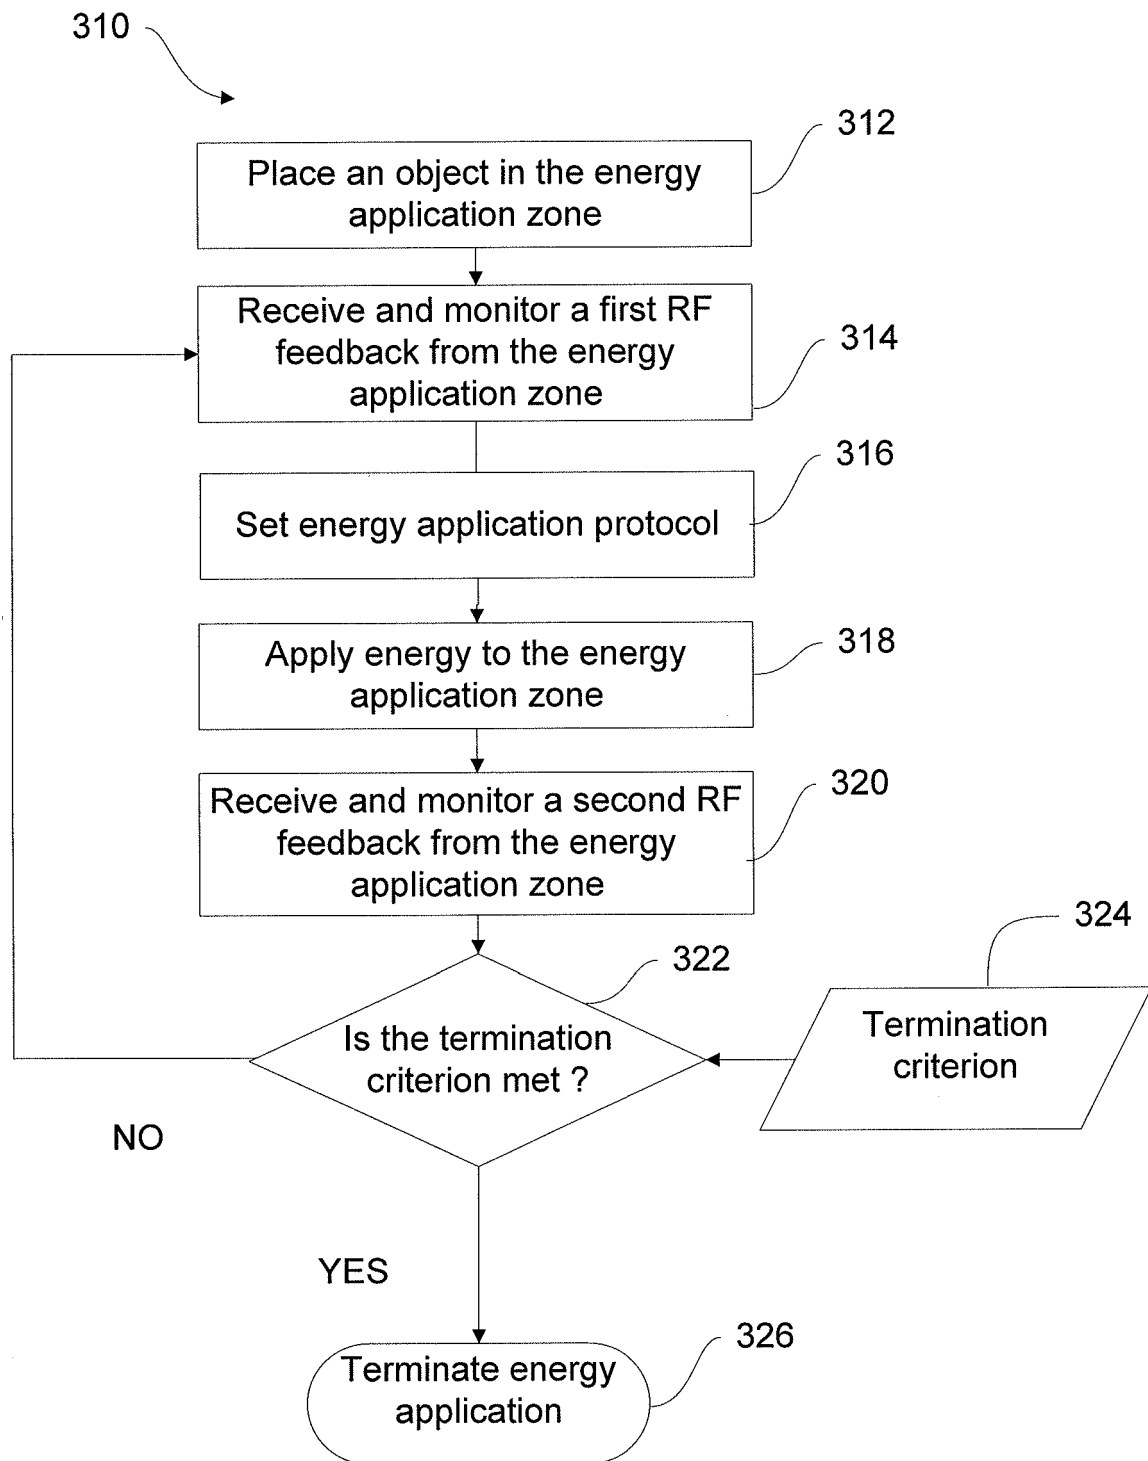 310
312
Place an object in the energy
application zone
Receive and monitor a first RF
feedback from the energy
application zone
314
316
Set energy application protocol
318
Apply energy to the energy
application zone
320
Receive and monitor a second RF
feedback from the energy
application zone
324
322
Termination
criterion
Is the termination
criterion met ?
NO
YES
326
Terminate energy
application